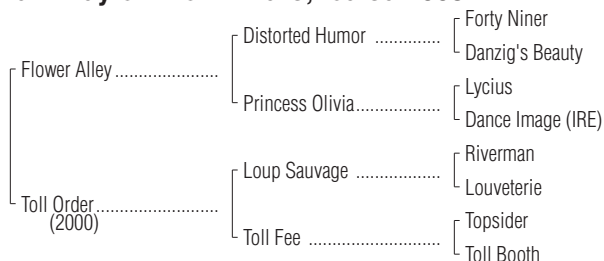 Forty Niner
Distorted Humor ..............
Danzig's Beauty
Flower Alley ......................
Lycius
Princess Olivia ..................
Dance Image (IRE)
Riverman
Loup Sauvage ..................
Louveterie
Toll Order ..........................
(2000)
Topsider
Toll Fee ............................
Toll Booth